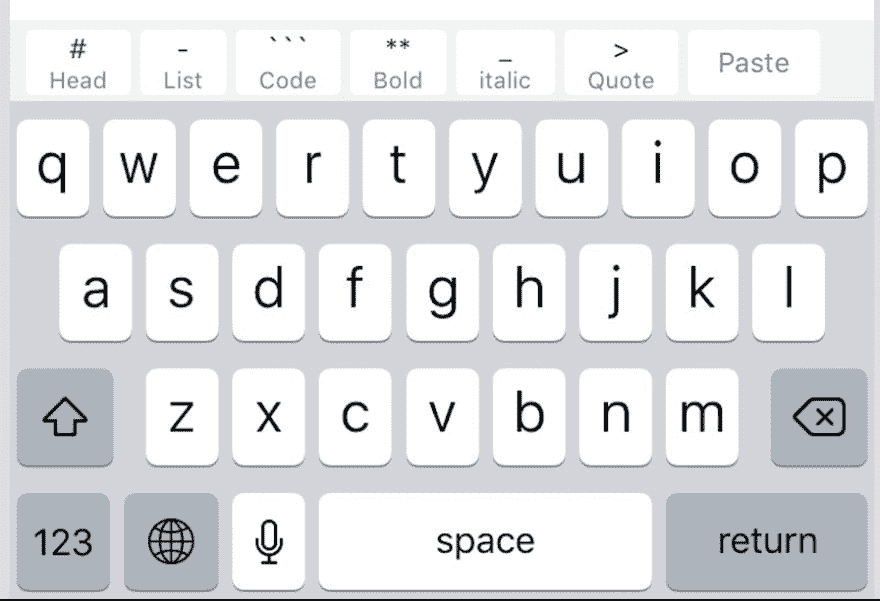 # - ``` ** _ >
Head List Code Bold italic Quote Paste
q w e r t y u i o p
a s d f g h j k l
z x c v b n m
123 space return